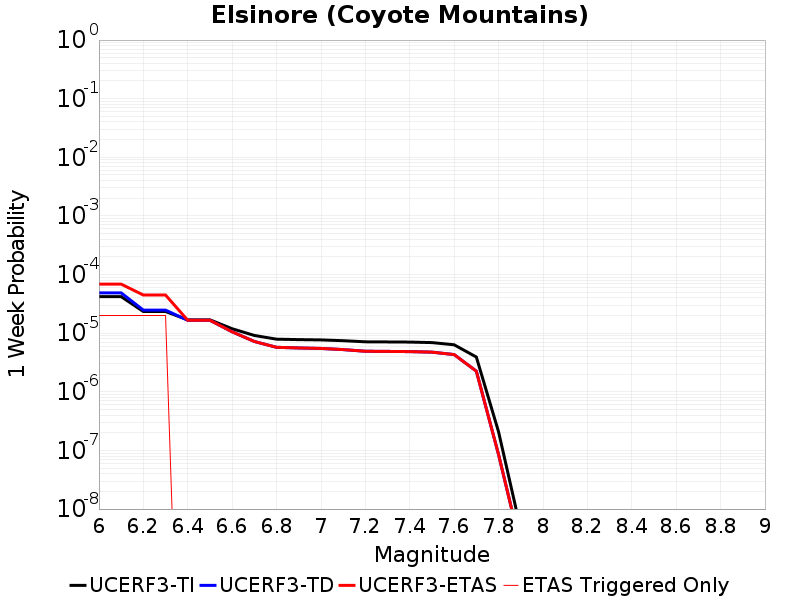 Elsinore (Coyote Mountains)
1 Week Probability
10^0
10^-1
10^-2
10^-3
10^-4
10^-5
10^-6
10^-7
10^-8
6 6.2 6.4 6.6 6.8 7 7.2 7.4 7.6 7.8 8 8.2 8.4 8.6 8.8 9
Magnitude
UCERF3-TI UCERF3-TD UCERF3-ETAS ETAS Triggered Only